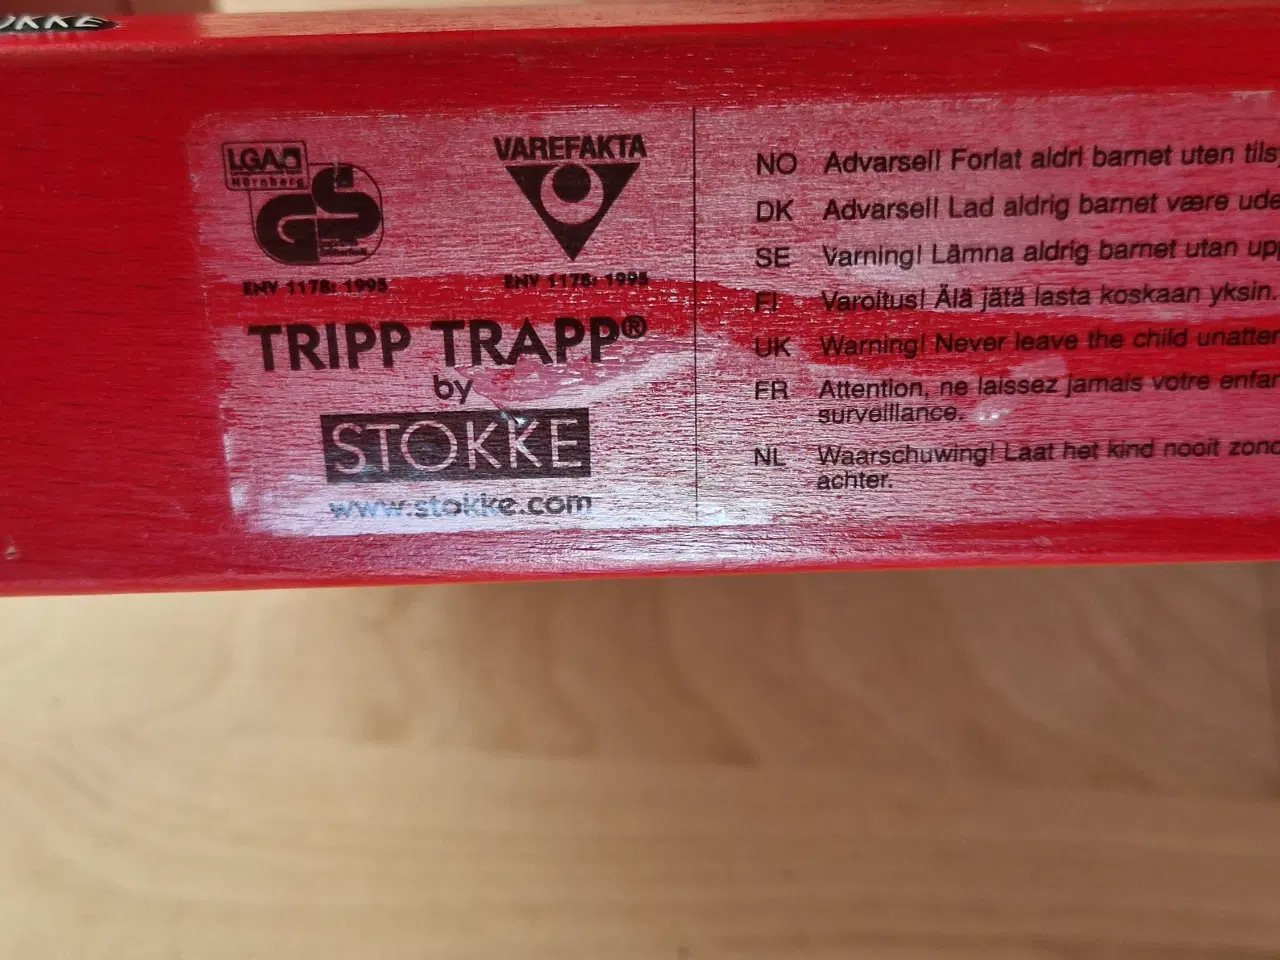 LGA
Nürnberg
GS
ENV 1178: 1995
VAREFAKTA
ENV 1178: 1995
TRIPP TRAPP®
by
STOKKE
www.stokke.com
NO Advarsel! Forlat aldri barnet uten
DK Advarsel! Lad aldrig barnet være
SE Varning! Lämna aldrig barnet utan
FI Varoitus! Älä jätä lasta koskaan yksin.
UK Warning! Never leave the child
FR Attention, ne laissez jamais votre
surveillance.
NL Waarschuwing! Laat het kind nooit
achter.